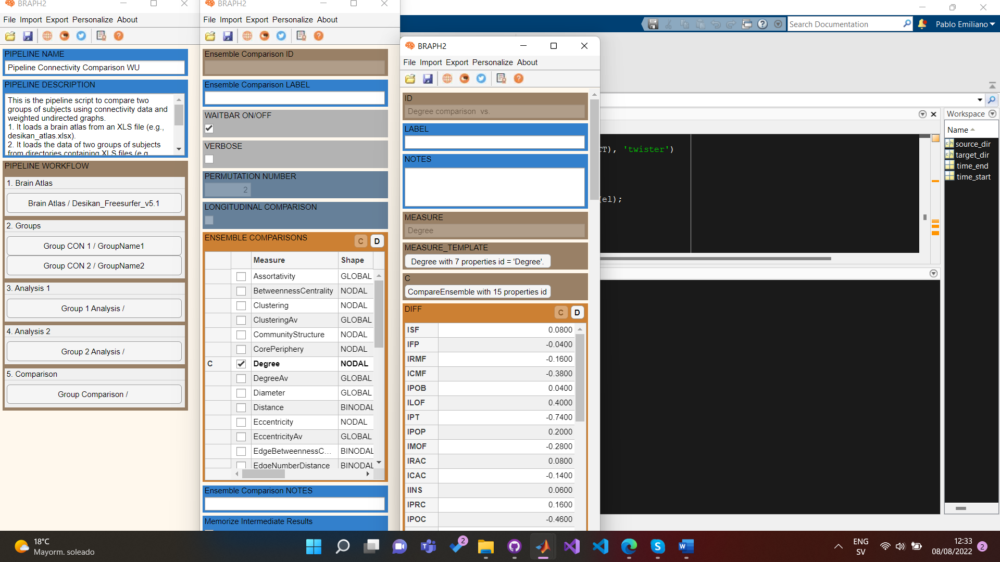 BRAPH2
File Import Export Personalize About
PIPELINE NAME
Pipeline Connectivity Comparison WU
PIPELINE DESCRIPTION
This is the pipeline script to compare two
groups of subjects using connectivity data and
weighted undirected graphs.
1. It loads a brain atlas from an XLS file (e.g.,
desikan_atlas.xlsx).
2. It loads the data of two groups of subjects
from directories containing XLS files (e.g.
PIPELINE WORKFLOW
1. Brain Atlas
Brain Atlas / Desikan_Freesurfer_v5.1
2. Groups
Group CON 1 / GroupName1
Group CON 2 / GroupName2
3. Analysis 1
Group 1 Analysis /
4. Analysis 2
Group 2 Analysis /
5. Comparison
Group Comparison /
BRAPH2
File Import Export Personalize About
Ensemble Comparison ID
Ensemble Comparison LABEL
WAITBAR ON/OFF
VERBOSE
PERMUTATION NUMBER
2
LONGITUDINAL COMPARISON
ENSEMBLE COMPARISONS C D
Measure Shape
Assortativity GLOBAL
BetweennessCentrality NODAL
Clustering NODAL
ClusteringAv GLOBAL
CommunityStructure NODAL
CorePeriphery NODAL
C Degree NODAL
DegreeAv GLOBAL
Diameter GLOBAL
Distance BINODAL
Eccentricity NODAL
EccentricityAv GLOBAL
EdgeBetweennessC... BINODAL
EdgeNumberDistance BINODAL
Ensemble Comparison NOTES
Memorize Intermediate Results
BRAPH2
File Import Export Personalize About
ID
Degree comparison vs.
LABEL
NOTES
MEASURE
Degree
MEASURE_TEMPLATE
Degree with 7 properties id = 'Degree'.
C
CompareEnsemble with 15 properties id
DIFF C D
ISF 0.0800
IFP -0.0400
IRMF -0.1600
ICMF -0.3800
IPOB 0.0400
ILOF 0.4000
IPT -0.7400
IPOP 0.2000
IMOF -0.2800
IRAC 0.0800
ICAC -0.1400
IINS 0.0600
IPRC 0.1600
IPOC -0.4600
Search Documentation
Pablo Emiliano
CT), 'twister')
(el);
Workspace
Name
source_dir
target_dir
time_end
time_start
18°C
Mayorm. soleado
2
ENG
SV
12:33
08/08/2022
2